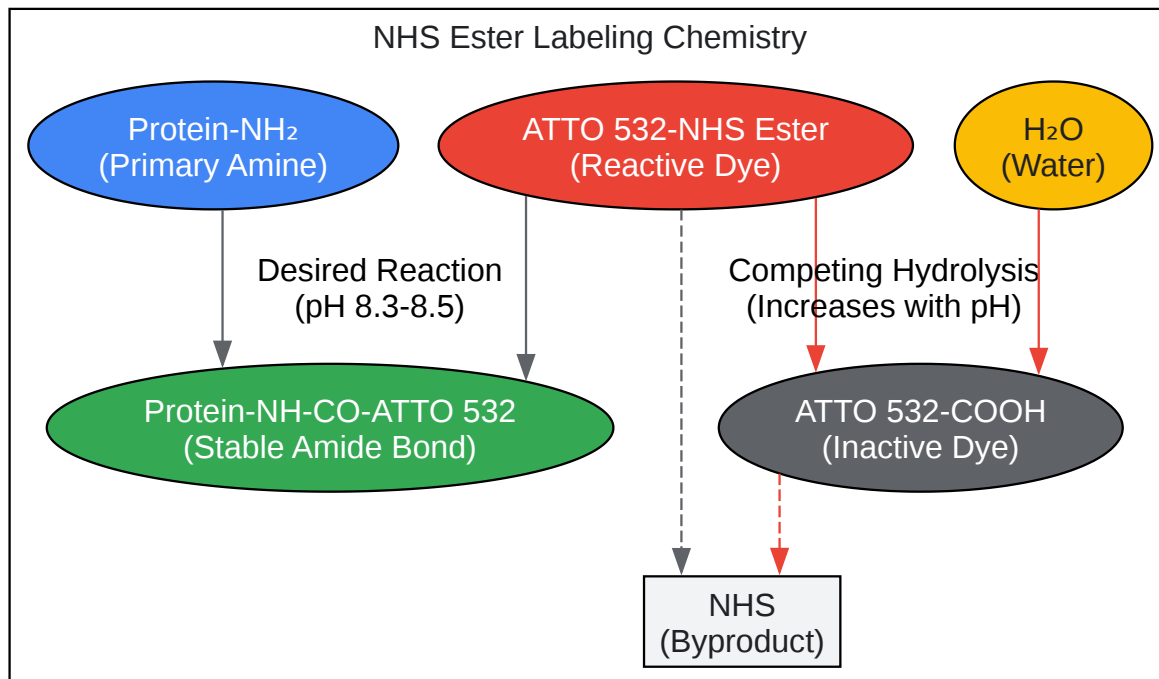 NHS Ester Labeling Chemistry
Protein-NH₂
(Primary Amine)
ATTO 532-NHS Ester
(Reactive Dye)
H₂O
(Water)
Desired Reaction
(pH 8.3-8.5)
Competing Hydrolysis
(Increases with pH)
Protein-NH-CO-ATTO 532
(Stable Amide Bond)
ATTO 532-COOH
(Inactive Dye)
NHS
(Byproduct)